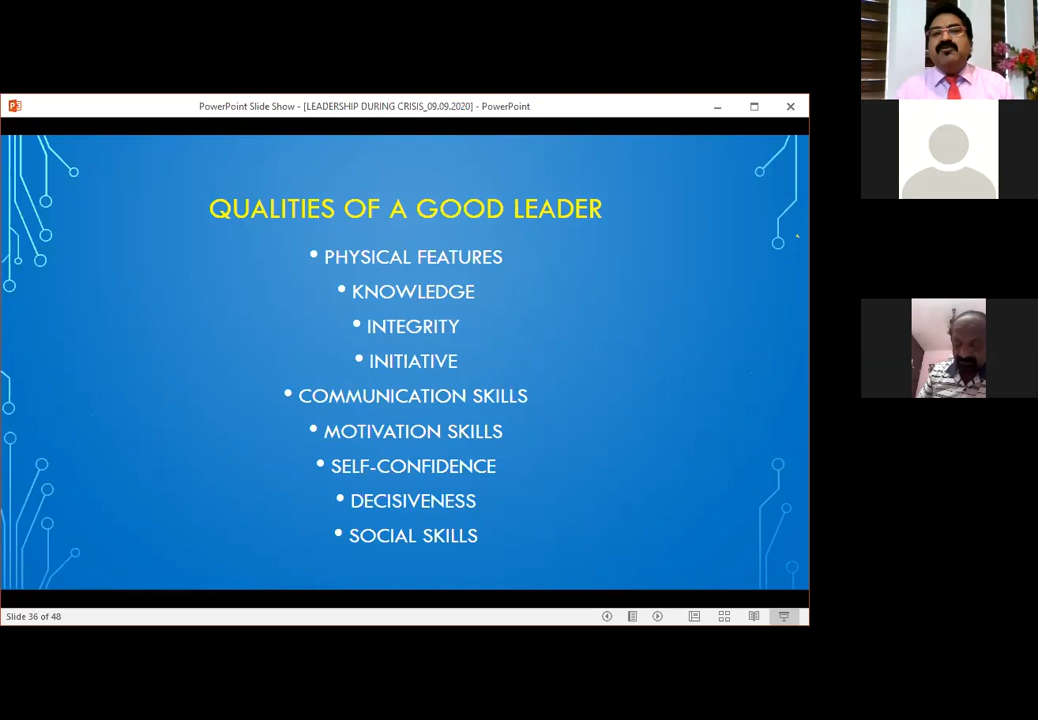 PowerPoint Slide Show - [LEADERSHIP DURING CRISIS_09.09.2020] - PowerPoint
QUALITIES OF A GOOD LEADER
• PHYSICAL FEATURES
• KNOWLEDGE
• INTEGRITY
• INITIATIVE
• COMMUNICATION SKILLS
• MOTIVATION SKILLS
• SELF-CONFIDENCE
• DECISIVENESS
• SOCIAL SKILLS
Slide 36 of 48